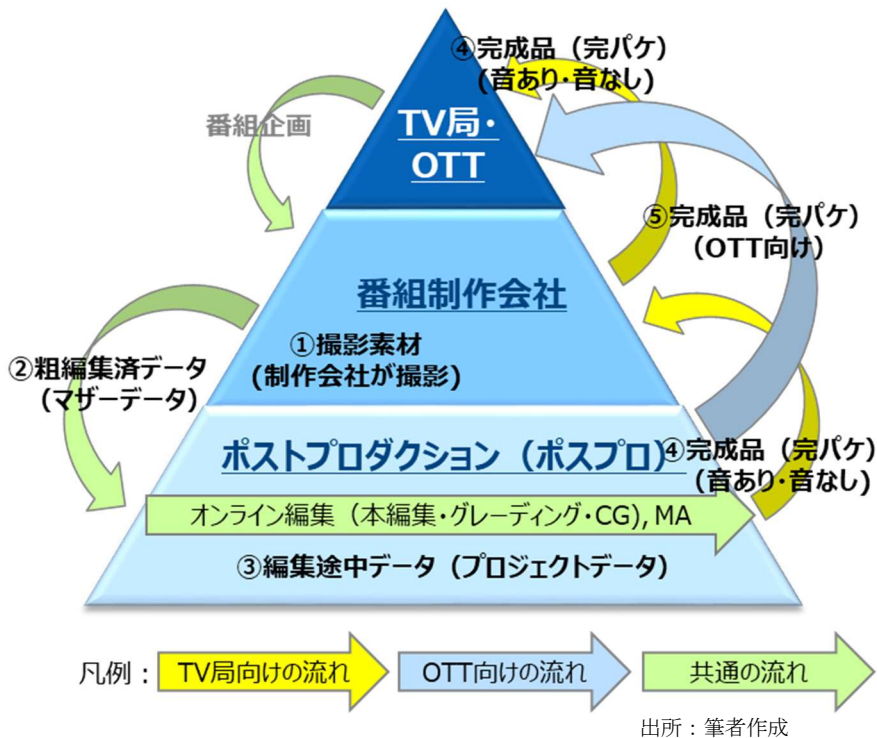 ④完成品（完パケ）
(音あり・音なし)
番組企画
TV局・
OTT
⑤完成品（完パケ）
（OTT向け）
番組制作会社
①撮影素材
(制作会社が撮影)
②粗編集済データ
(マザーデータ)
ポストプロダクション（ポスプロ）
④完成品（完パケ）
(音あり・音なし)
オンライン編集（本編集・グレーディング・CG), MA
③編集途中データ（プロジェクトデータ）
凡例：
TV局向けの流れ
OTT向けの流れ
共通の流れ
出所：筆者作成